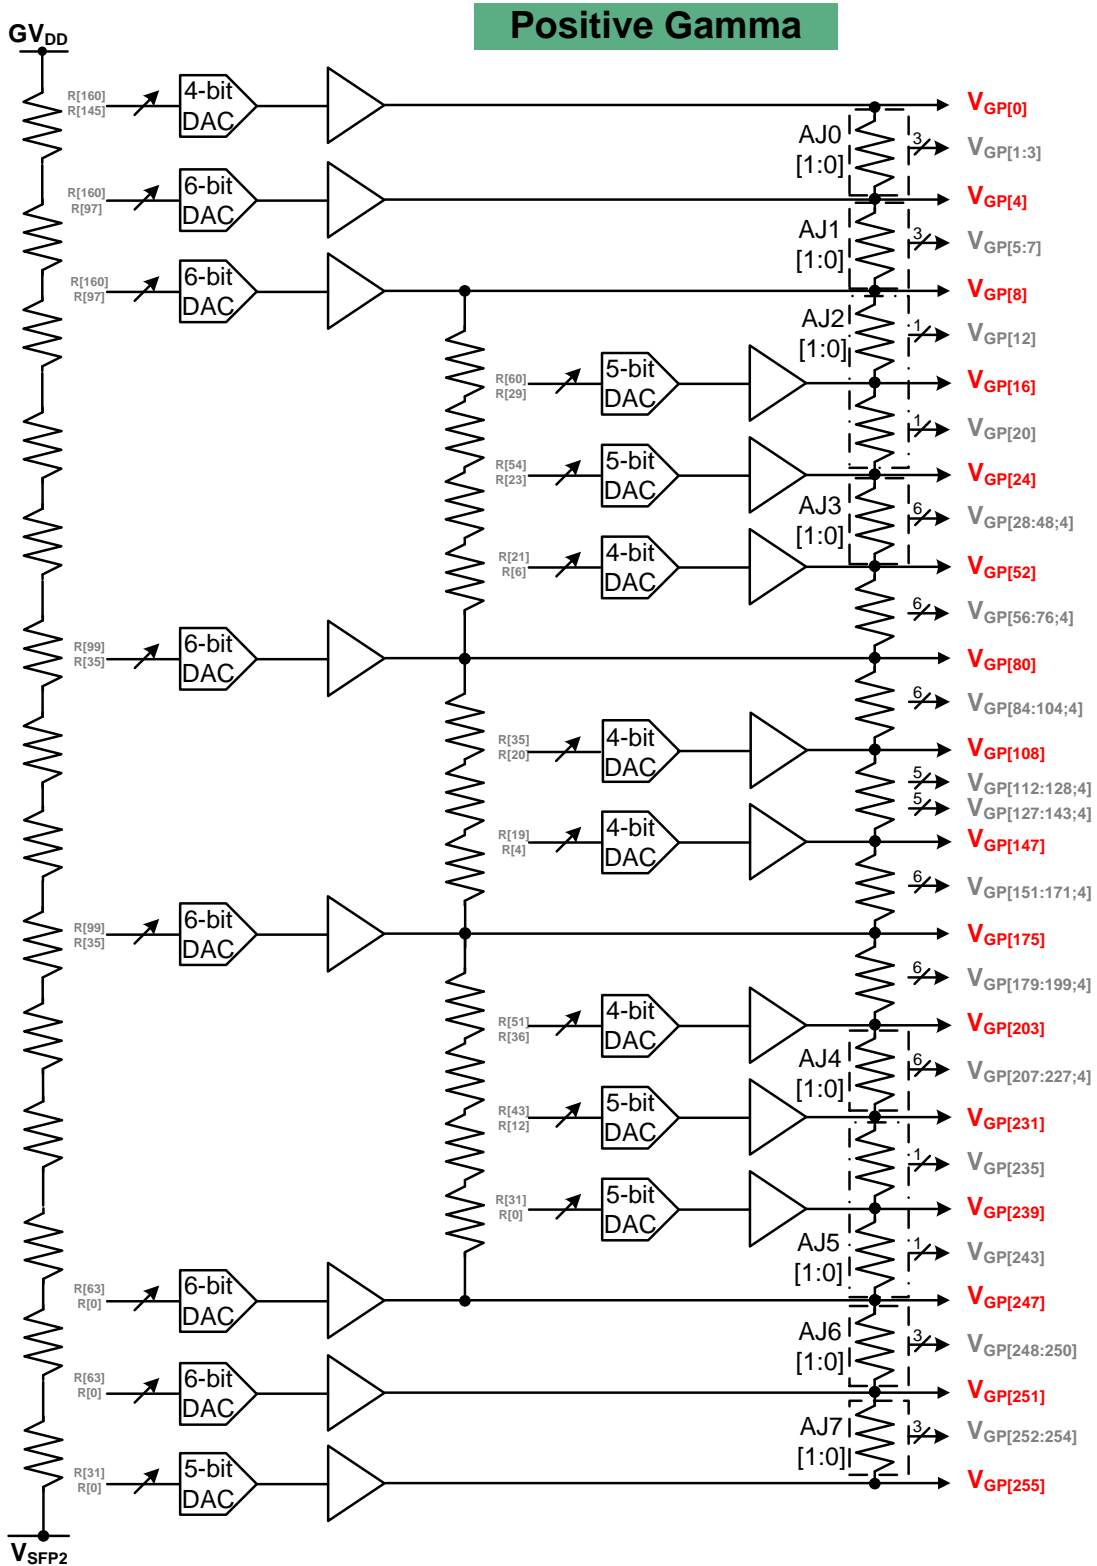 Positive Gamma
GVDD
R[160]
R[145]
4-bit
DAC
VGP[0]
AJ0
[1:0]
3
VGP[1:3]
R[160]
R[97]
6-bit
DAC
VGP[4]
AJ1
[1:0]
3
VGP[5:7]
R[160]
R[97]
6-bit
DAC
VGP[8]
AJ2
[1:0]
1
VGP[12]
R[60]
R[29]
5-bit
DAC
VGP[16]
1
VGP[20]
R[54]
R[23]
5-bit
DAC
VGP[24]
AJ3
[1:0]
6
VGP[28:48;4]
R[21]
R[6]
4-bit
DAC
VGP[52]
6
VGP[56:76;4]
R[99]
R[35]
6-bit
DAC
VGP[80]
6
VGP[84:104;4]
R[35]
R[20]
4-bit
DAC
VGP[108]
5
VGP[112:128;4]
5
VGP[127:143;4]
R[19]
R[4]
4-bit
DAC
VGP[147]
6
VGP[151:171;4]
R[99]
R[35]
6-bit
DAC
VGP[175]
6
VGP[179:199;4]
R[51]
R[36]
4-bit
DAC
VGP[203]
AJ4
[1:0]
6
VGP[207:227;4]
R[43]
R[12]
5-bit
DAC
VGP[231]
1
VGP[235]
R[31]
R[0]
5-bit
DAC
VGP[239]
AJ5
[1:0]
1
VGP[243]
R[63]
R[0]
6-bit
DAC
VGP[247]
AJ6
[1:0]
3
VGP[248:250]
R[63]
R[0]
6-bit
DAC
VGP[251]
AJ7
[1:0]
3
VGP[252:254]
R[31]
R[0]
5-bit
DAC
VGP[255]
VSFP2